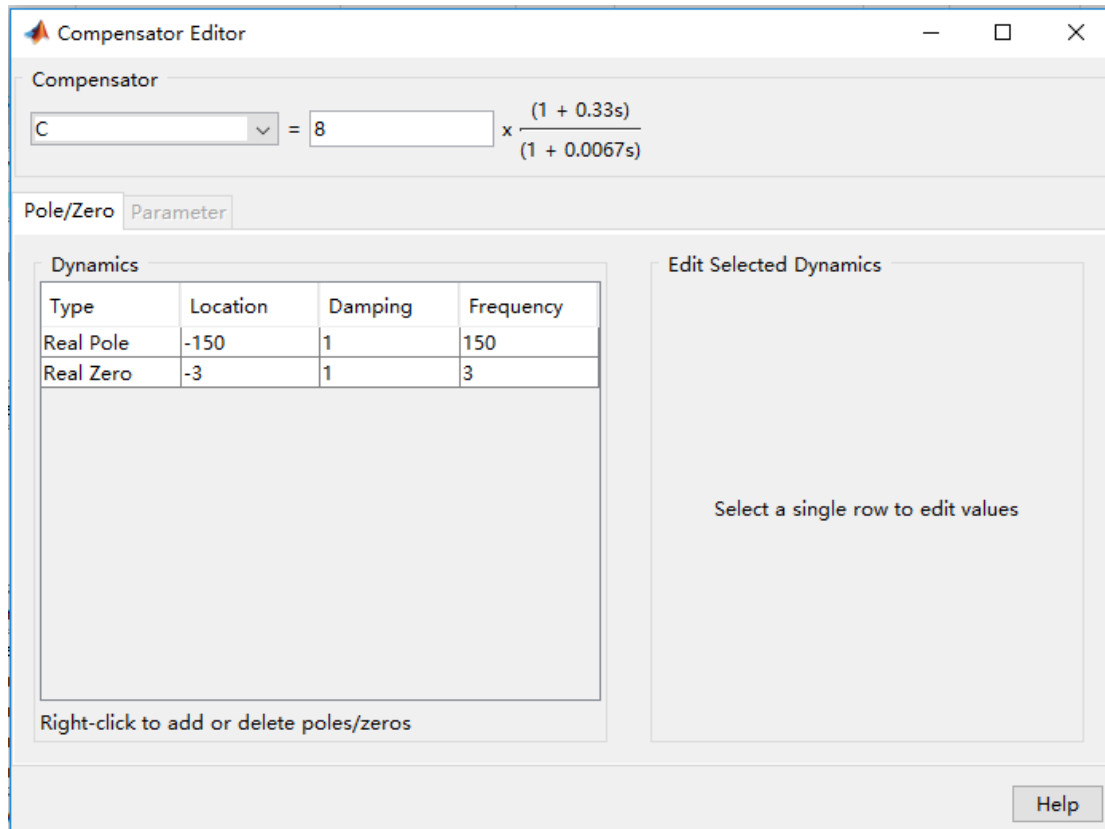 Compensator Editor
Compensator
C = 8 x (1 + 0.33s)
(1 + 0.0067s)
Pole/Zero Parameter
Dynamics
Type Location Damping Frequency
Real Pole -150 1 150
Real Zero -3 1 3
Right-click to add or delete poles/zeros
Edit Selected Dynamics
Select a single row to edit values
Help